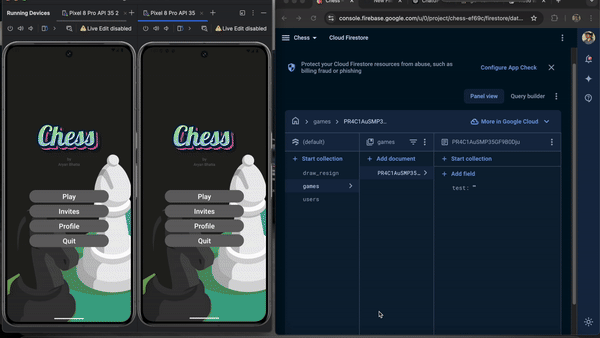 Running Devices
Pixel 8 Pro API 35 2
Pixel 8 Pro API 35
Live Edit disabled
Live Edit disabled
Chess
Play
Invites
Profile
Quit
Chess
Play
Invites
Profile
Quit
console.firebase.google.com/u/0/project/chess-ef69c/firestore/dat...
Chess
Cloud Firestore
Protect your Cloud Firestore resources from abuse, such as
billing fraud or phishing
Configure App Check
Panel view
Query builder
games
PR4C1AuSMP3...
More in Google Cloud
(default)
games
PR4C1AuSMP35GF9B0Dju
+ Start collection
+ Add document
+ Start collection
draw_resign
games
users
PR4C1AuSMP35...
+ Add field
test: ""